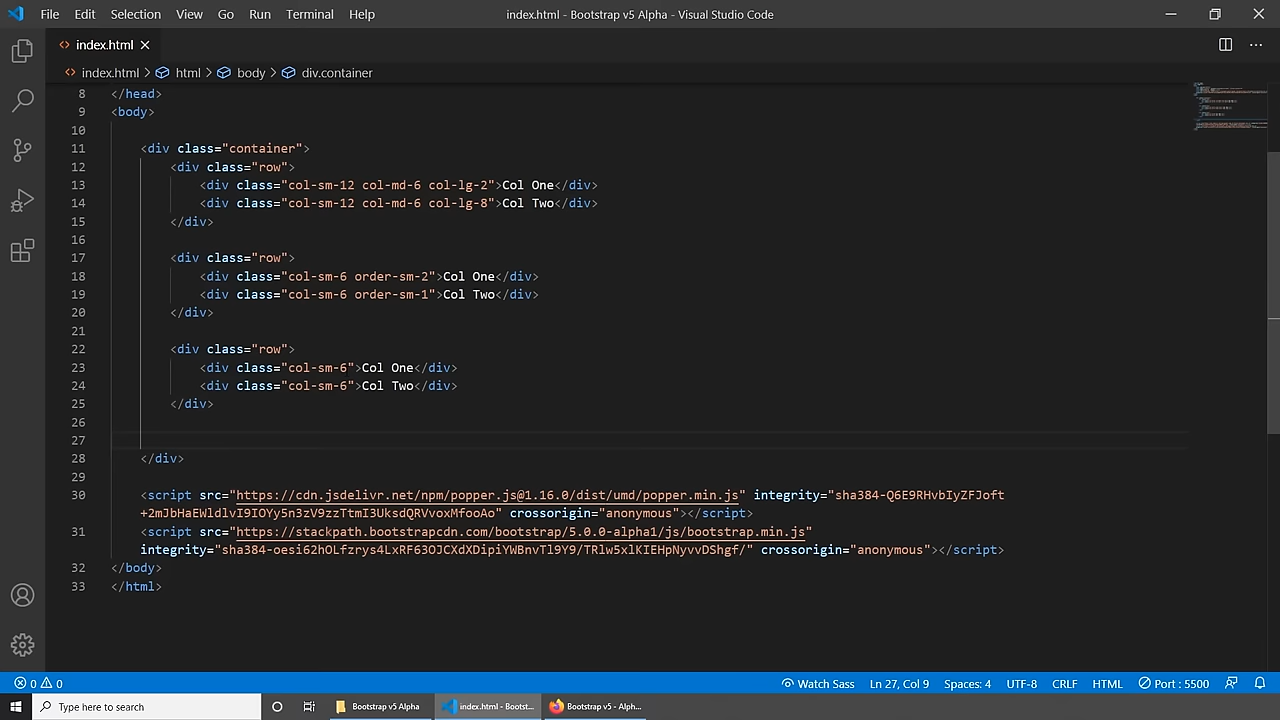 File Edit Selection View Go Run Terminal Help index.html - Bootstrap v5 Alpha - Visual Studio Code
index.html
index.html > html > body > div.container
8 </head>
9 <body>
10
11 <div class="container">
12 <div class="row">
13 <div class="col-sm-12 col-md-6 col-lg-2">Col One</div>
14 <div class="col-sm-12 col-md-6 col-lg-8">Col Two</div>
15 </div>
16
17 <div class="row">
18 <div class="col-sm-6 order-sm-2">Col One</div>
19 <div class="col-sm-6 order-sm-1">Col Two</div>
20 </div>
21
22 <div class="row">
23 <div class="col-sm-6">Col One</div>
24 <div class="col-sm-6">Col Two</div>
25 </div>
26
27
28 </div>
29
30 <script src="https://cdn.jsdelivr.net/npm/popper.js@1.16.0/dist/umd/popper.min.js" integrity="sha384-Q6E9RHvbIyZFJoft
+2mJbHaEWldlvI9IOYy5n3zV9zzTtmI3UksdQRVvoxMfooAo" crossorigin="anonymous"></script>
31 <script src="https://stackpath.bootstrapcdn.com/bootstrap/5.0.0-alpha1/js/bootstrap.min.js"
integrity="sha384-oesi62hOLfzrys4LxRF63OJCXdXDipiYWBnvTl9Y9/TRlw5xlKIEHpNyvvDShgf/" crossorigin="anonymous"></script>
32 </body>
33 </html>
0 0 Watch Sass Ln 27, Col 9 Spaces: 4 UTF-8 CRLF HTML Port : 5500
Type here to search Bootstrap v5 Alpha index.html - Bootst... Bootstrap v5 - Alph...